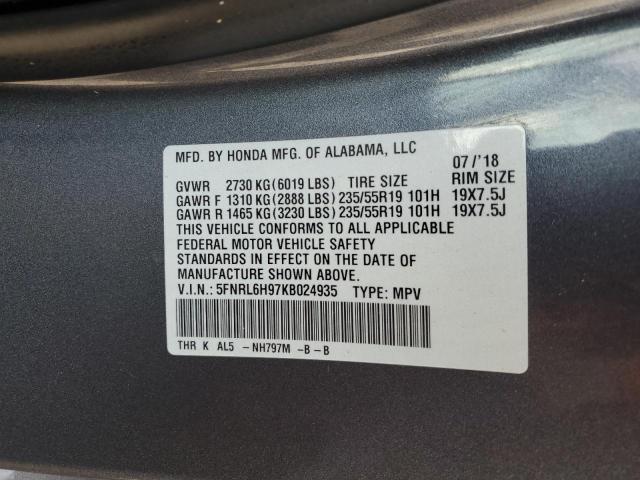 MFD. BY HONDA MFG. OF ALABAMA, LLC 07/'18
GVWR 2730 KG (6019 LBS) TIRE SIZE RIM SIZE
GAWR F 1310 KG (2888 LBS) 235/55R19 101H 19X7.5J
GAWR R 1465 KG (3230 LBS) 235/55R19 101H 19X7.5J
THIS VEHICLE CONFORMS TO ALL APPLICABLE
FEDERAL MOTOR VEHICLE SAFETY
STANDARDS IN EFFECT ON THE DATE OF
MANUFACTURE SHOWN ABOVE.
V.I.N.: 5FNRL6H97KB024935 TYPE: MPV
THR K AL5 -NH797M -B-B